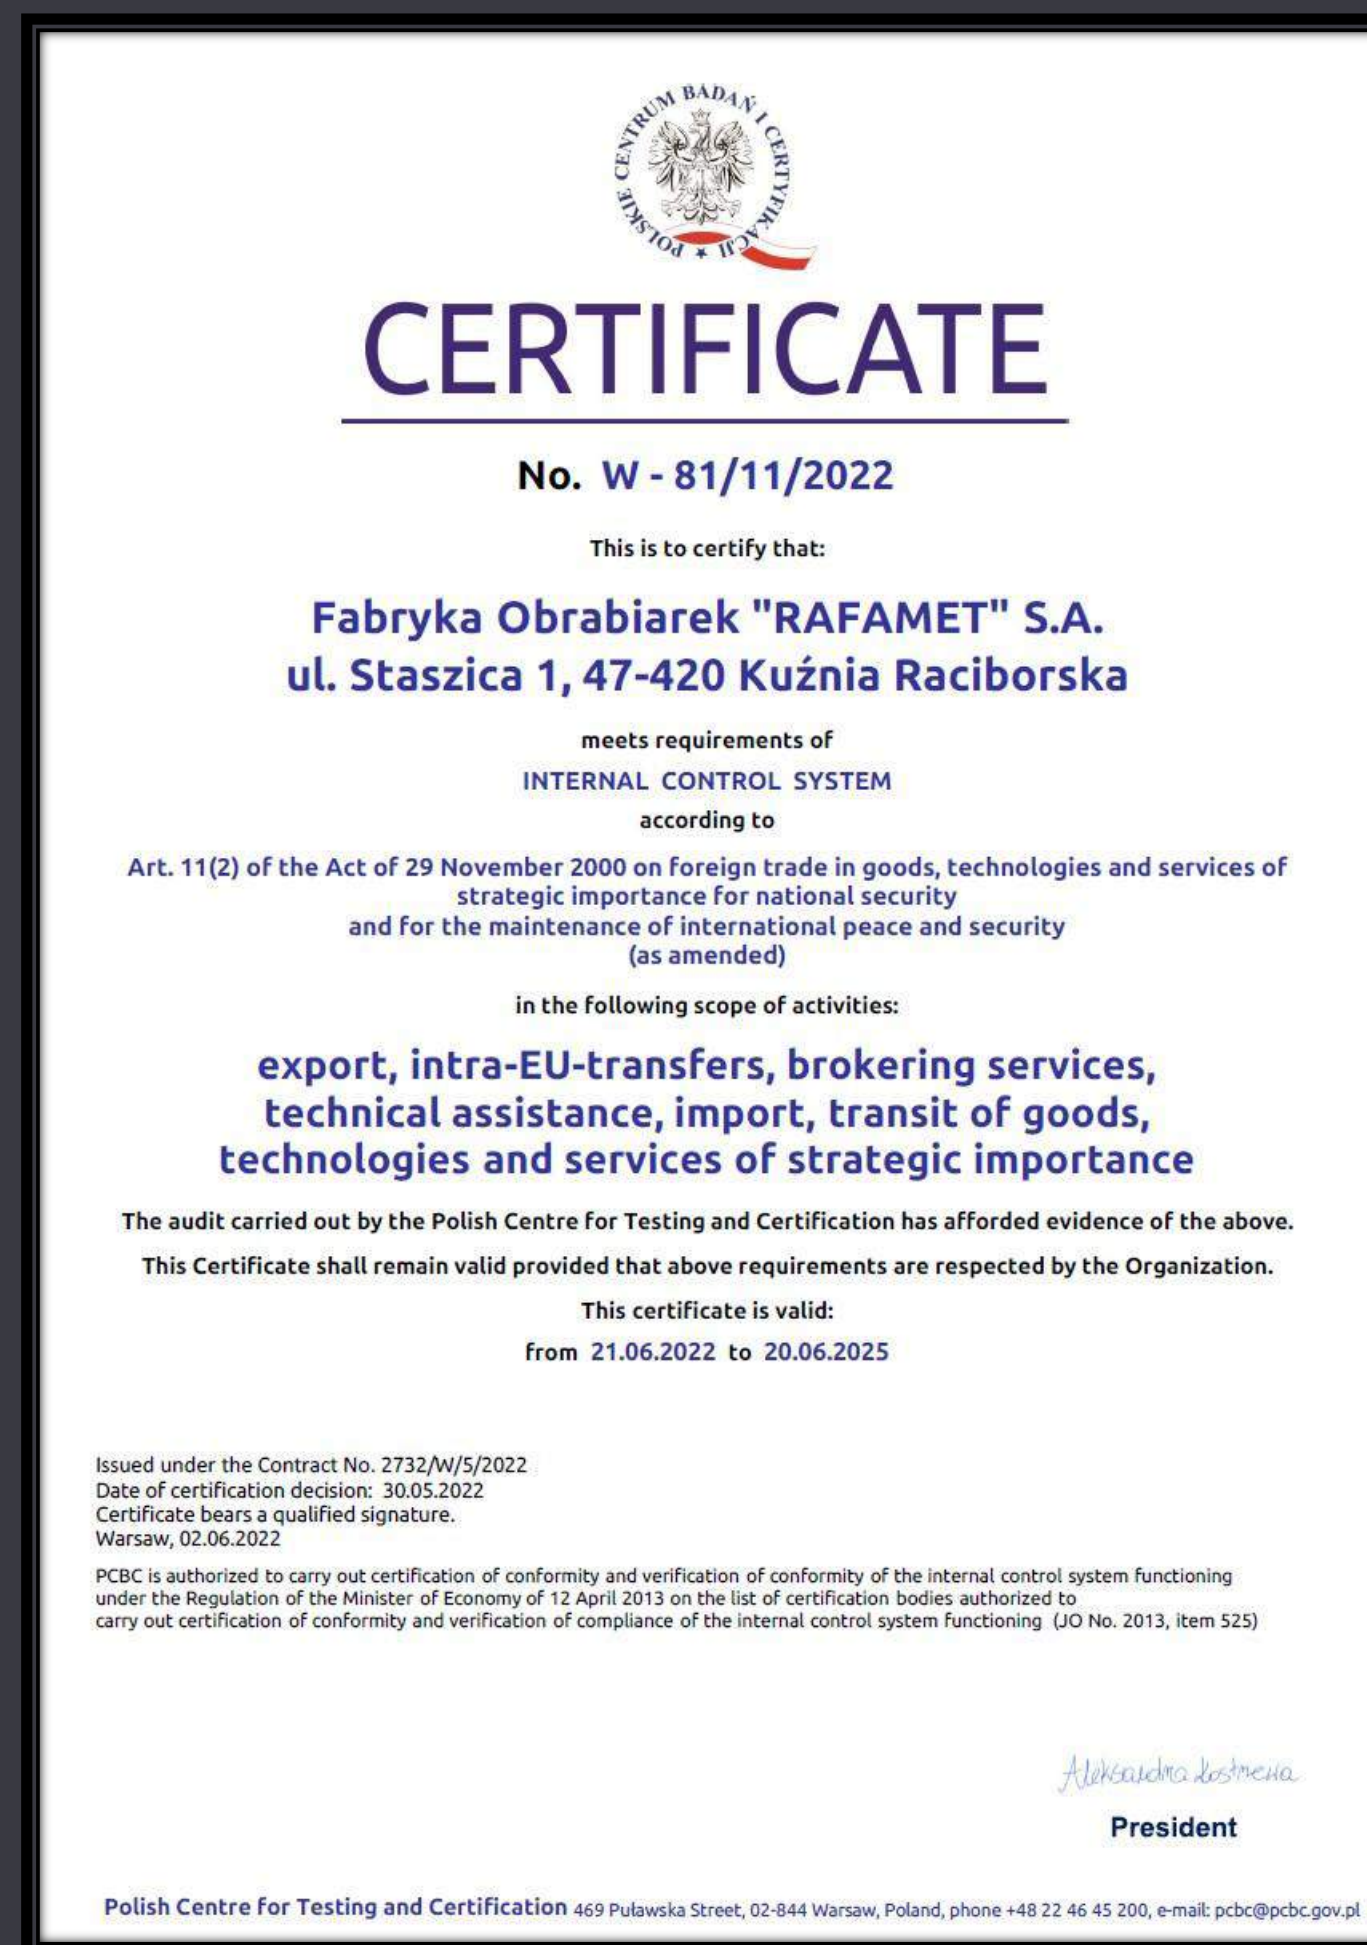 POLSKIE CENTRUM BADAŃ I CERTYFIKACJI
CERTIFICATE
No. W - 81/11/2022
This is to certify that:
Fabryka Obrabiarek "RAFAMET" S.A.
ul. Staszica 1, 47-420 Kuźnia Raciborska
meets requirements of
INTERNAL CONTROL SYSTEM
according to
Art. 11(2) of the Act of 29 November 2000 on foreign trade in goods, technologies and services of
strategic importance for national security
and for the maintenance of international peace and security
(as amended)
in the following scope of activities:
export, intra-EU-transfers, brokering services,
technical assistance, import, transit of goods,
technologies and services of strategic importance
The audit carried out by the Polish Centre for Testing and Certification has afforded evidence of the above.
This Certificate shall remain valid provided that above requirements are respected by the Organization.
This certificate is valid:
from 21.06.2022 to 20.06.2025
Issued under the Contract No. 2732/W/5/2022
Date of certification decision: 30.05.2022
Certificate bears a qualified signature.
Warsaw, 02.06.2022
PCBC is authorized to carry out certification of conformity and verification of conformity of the internal control system functioning
under the Regulation of the Minister of Economy of 12 April 2013 on the list of certification bodies authorized to
carry out certification of conformity and verification of compliance of the internal control system functioning (JO No. 2013, item 525)
Aleksandra
President
Polish Centre for Testing and Certification 469 Puławska Street, 02-844 Warsaw, Poland, phone +48 22 46 45 200, e-mail: pcbc@pcbc.gov.pl